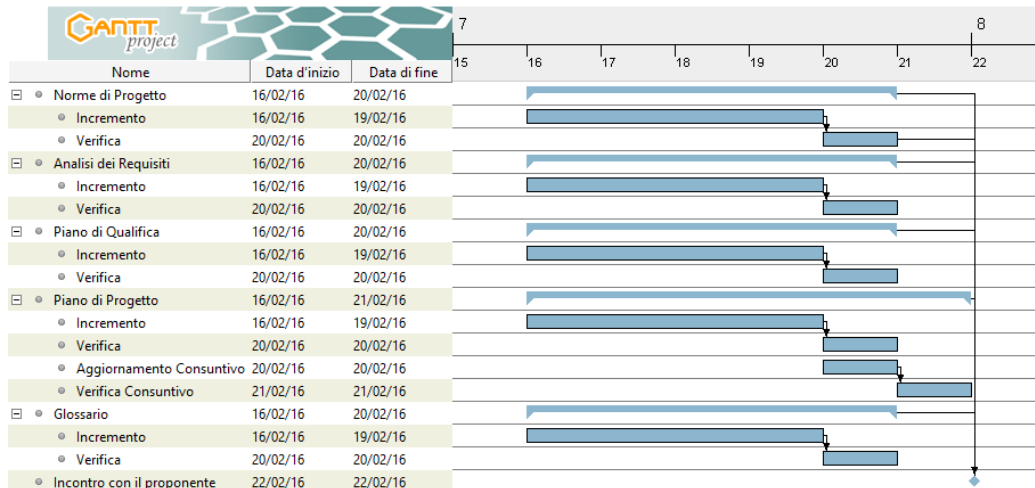 GANTT
project
7 8
15 16 17 18 19 20 21 22
Nome Data d'inizio Data di fine
Norme di Progetto 16/02/16 20/02/16
Incremento 16/02/16 19/02/16
Verifica 20/02/16 20/02/16
Analisi dei Requisiti 16/02/16 20/02/16
Incremento 16/02/16 19/02/16
Verifica 20/02/16 20/02/16
Piano di Qualifica 16/02/16 20/02/16
Incremento 16/02/16 19/02/16
Verifica 20/02/16 20/02/16
Piano di Progetto 16/02/16 21/02/16
Incremento 16/02/16 19/02/16
Verifica 20/02/16 20/02/16
Aggiornamento Consuntivo 20/02/16 20/02/16
Verifica Consuntivo 21/02/16 21/02/16
Glossario 16/02/16 20/02/16
Incremento 16/02/16 19/02/16
Verifica 20/02/16 20/02/16
Incontro con il proponente 22/02/16 22/02/16